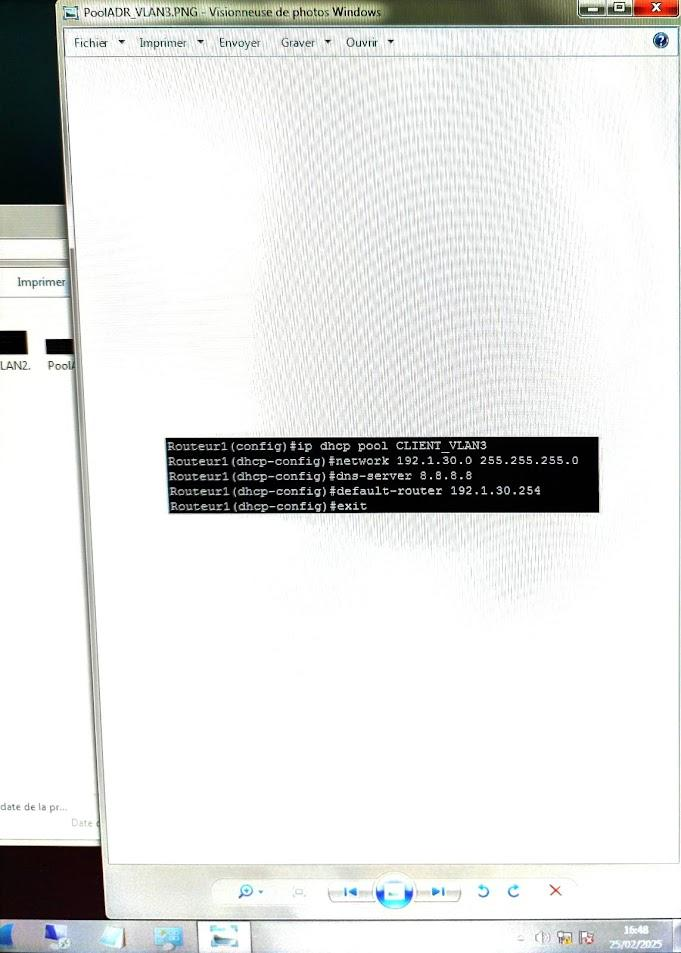 PoolADR_VLAN3.PNG - Visionneuse de photos Windows
Fichier Imprimer Envoyer Graver Ouvrir
Imprimer
LAN2. PoolA
Routeur1(config)#ip dhcp pool CLIENT_VLAN3
Routeur1(dhcp-config)#network 192.1.30.0 255.255.255.0
Routeur1(dhcp-config)#dns-server 8.8.8.8
Routeur1(dhcp-config)#default-router 192.1.30.254
Routeur1(dhcp-config)#exit
date de la pr...
Date
16:48
25/02/2025